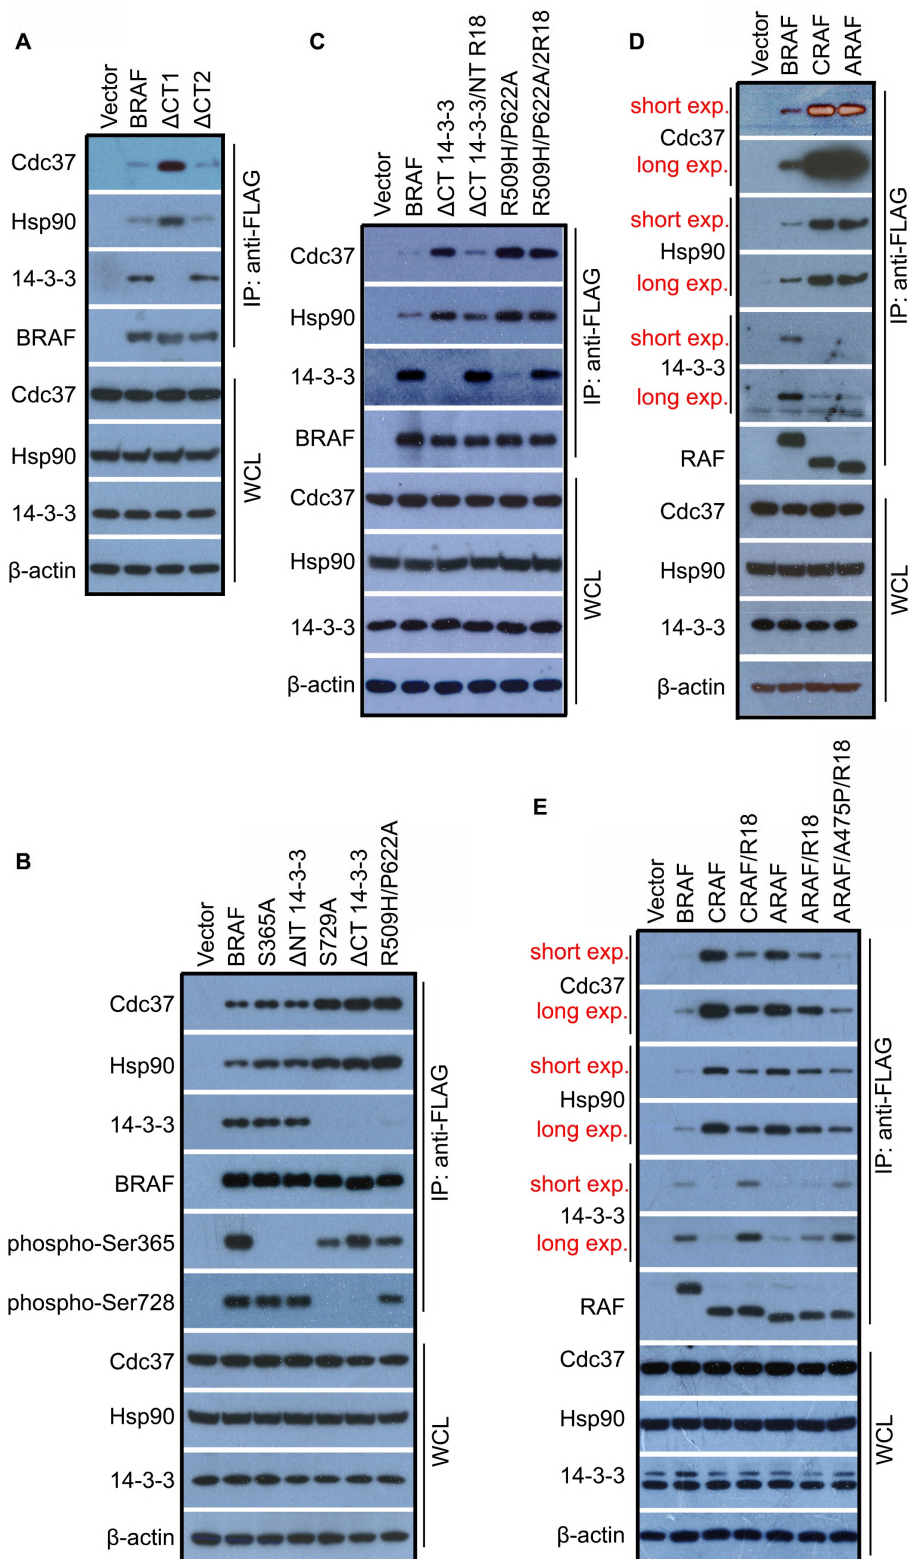 A
Vector
BRAF
ΔCT1
ΔCT2
Cdc37
Hsp90
14-3-3
BRAF
IP: anti-FLAG
Cdc37
Hsp90
14-3-3
β-actin
WCL
C
Vector
BRAF
ΔCT 14-3-3
ΔCT 14-3-3/NT R18
R509H/P622A
R509H/P622A/2R18
Cdc37
Hsp90
14-3-3
BRAF
IP: anti-FLAG
Cdc37
Hsp90
14-3-3
β-actin
WCL
D
Vector
BRAF
CRAF
ARAF
short exp.
Cdc37
long exp.
short exp.
Hsp90
long exp.
short exp.
14-3-3
long exp.
RAF
IP: anti-FLAG
Cdc37
Hsp90
14-3-3
β-actin
WCL
B
Vector
BRAF
S365A
ΔNT 14-3-3
S729A
ΔCT 14-3-3
R509H/P622A
Cdc37
Hsp90
14-3-3
BRAF
phospho-Ser365
phospho-Ser728
IP: anti-FLAG
Cdc37
Hsp90
14-3-3
β-actin
WCL
E
Vector
BRAF
CRAF
CRAF/R18
ARAF
ARAF/R18
ARAF/A475P/R18
short exp.
Cdc37
long exp.
short exp.
Hsp90
long exp.
short exp.
14-3-3
long exp.
RAF
IP: anti-FLAG
Cdc37
Hsp90
14-3-3
β-actin
WCL